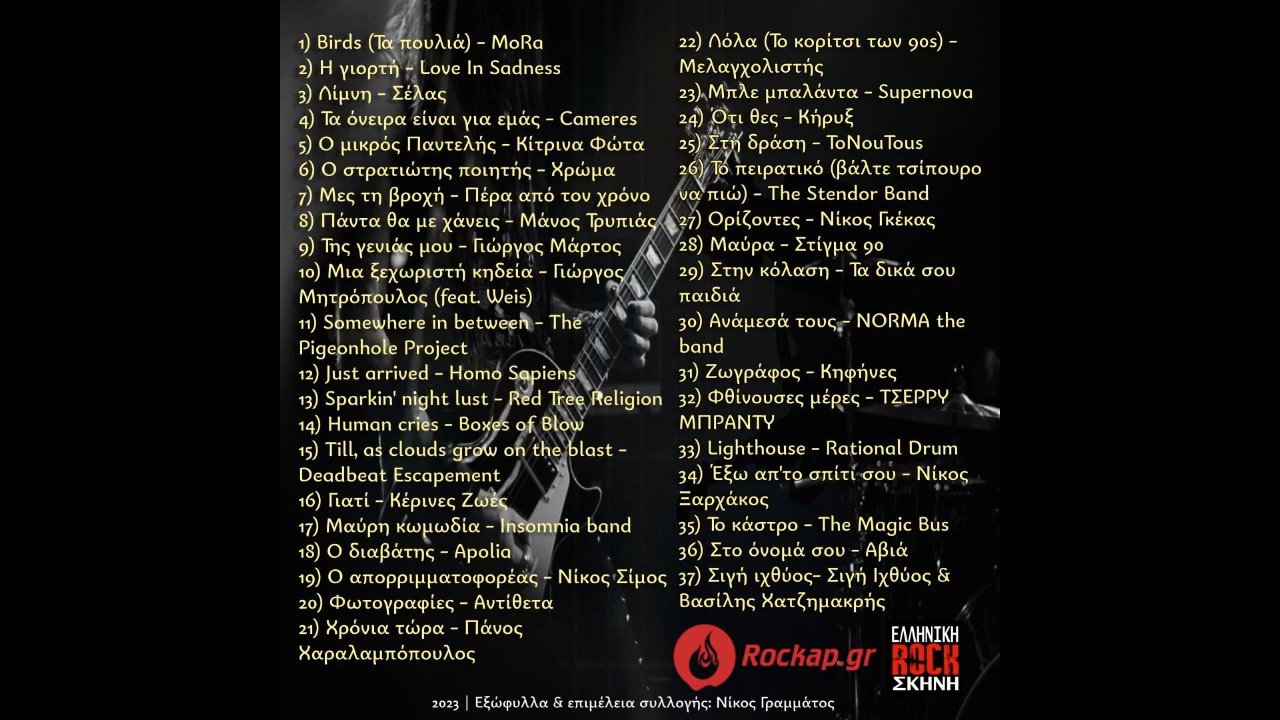 1) Birds (Τα πουλιά) - MoRa
2) Η γιορτή - Love In Sadness
3) Λίμνη - Σέλας
4) Τα όνειρα είναι για εμάς - Cameres
5) Ο μικρός Παντελής - Κίτρινα Φώτα
6) Ο στρατιώτης ποιητής - Χρώμα
7) Μες τη βροχή - Πέρα από τον χρόνο
8) Πάντα θα με χάνεις - Μάνος Τρυπιάς
9) Της γενιάς μου - Γιώργος Μάρτος
10) Μια ξεχωριστή κηδεία - Γιώργος
Μητρόπουλος (feat. Weis)
11) Somewhere in between - The
Pigeonhole Project
12) Just arrived - Homo Sapiens
13) Sparkin' night lust - Red Tree Religion
14) Human cries - Boxes of Blow
15) Till, as clouds grow on the blast -
Deadbeat Escapement
16) Γιατί - Κέρινες Ζωές
17) Μαύρη κωμωδία - Insomnia band
18) Ο διαβάτης - Apolia
19) Ο απορριμματοφορέας - Νίκος Σίμος
20) Φωτογραφίες - Αντίθετα
21) Χρόνια τώρα - Πάνος
Χαραλαμπόπουλος
22) Λόλα (Το κορίτσι των 90s) -
Μελαγχολιστής
23) Μπλε μπαλάντα - Supernova
24) Ότι θες - Κήρυξ
25) Στη δράση - ToNouTous
26) Το πειρατικό (βάλτε τσίπουρο
να πιώ) - The Stendor Band
27) Ορίζοντες - Νίκος Γκέκας
28) Μαύρα - Στίγμα 90
29) Στην κόλαση - Τα δικά σου
παιδιά
30) Ανάμεσά τους - NORMA the
band
31) Ζωγράφος - Κηφήνες
32) Φθίνουσες μέρες - ΤΣΕΡΡΥ
ΜΠΡΑΝΤΥ
33) Lighthouse - Rational Drum
34) Έξω απ'το σπίτι σου - Νίκος
Ξαρχάκος
35) Το κάστρο - The Magic Bus
36) Στο όνομά σου - Αβιά
37) Σιγή ιχθύος- Σιγή Ιχθύος &
Βασίλης Χατζημακρής
Rockap.gr
ΕΛΛΗΝΙΚΗ
ROCK
ΣΚΗΝΗ
2023 | Εξώφυλλα & επιμέλεια συλλογής: Νίκος Γραμμάτος